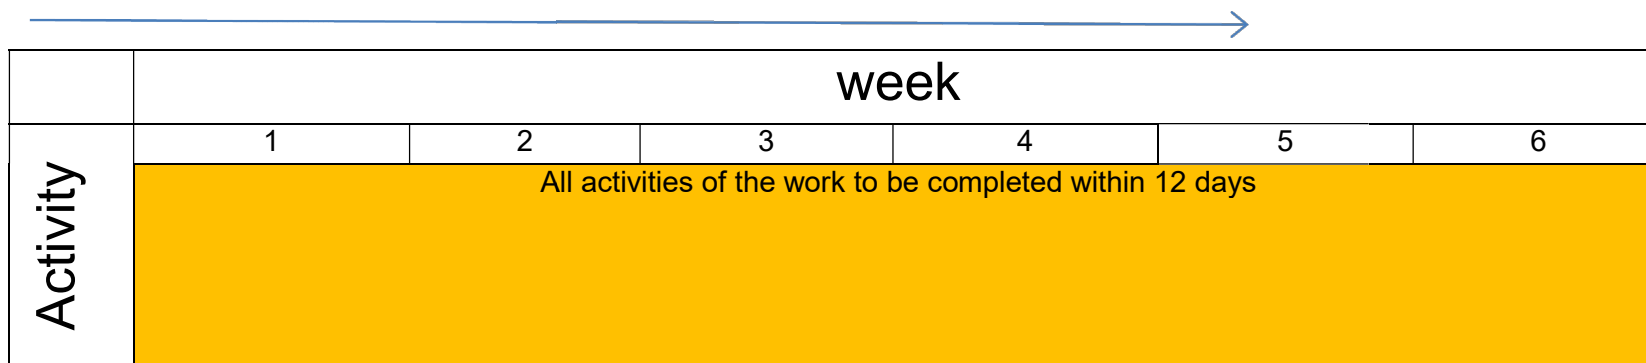 week
1 2 3 4 5 6
Activity
All activities of the work to be completed within 12 days